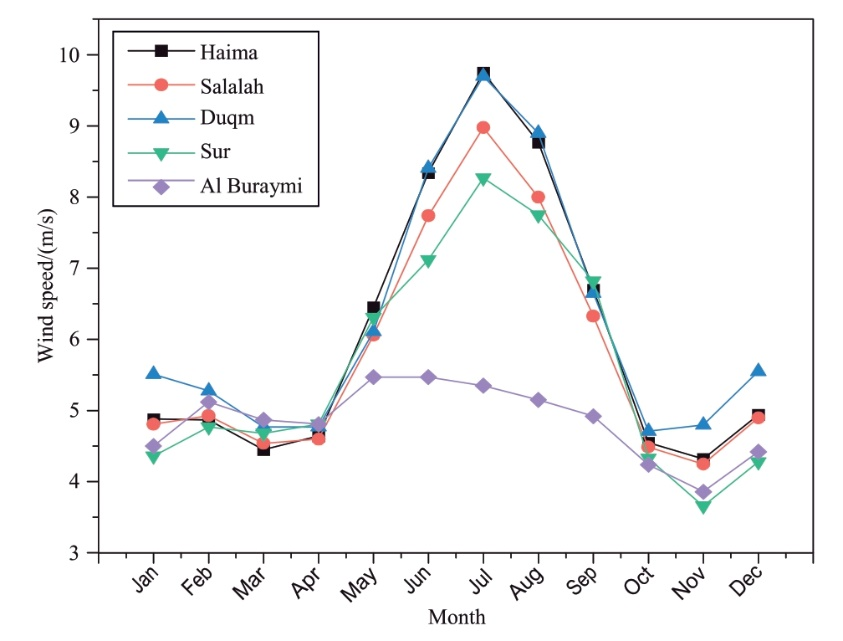 10
9
8
7
6
5
4
3
Wind speed/(m/s)
Haima
Salalah
Duqm
Sur
Al Buraymi
Jan Feb Mar Apr May Jun Jul Aug Sep Oct Nov Dec
Month